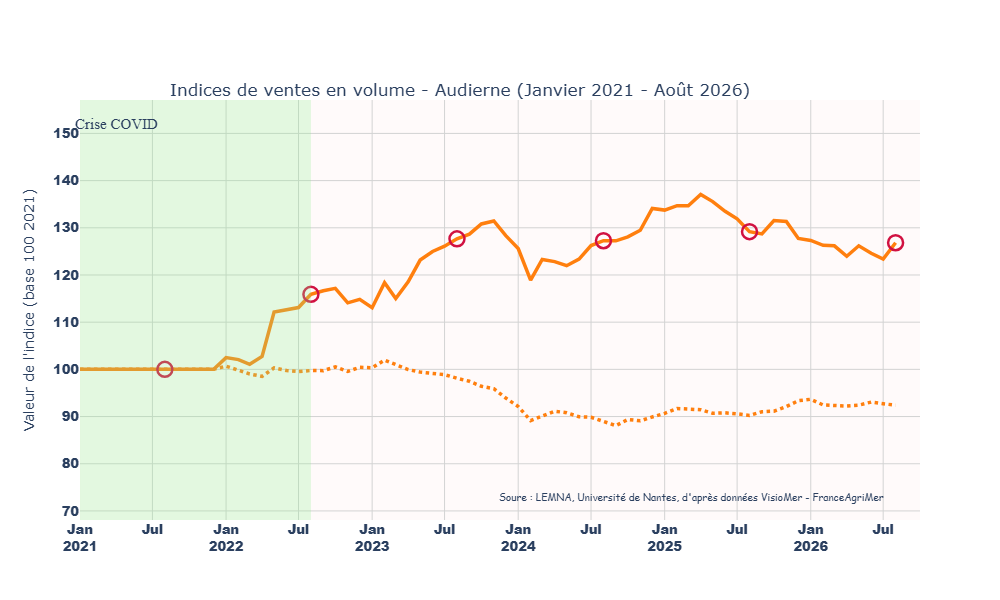 Indices de ventes en volume - Audierne (Janvier 2021 - Août 2026)
Crise COVID
Valeur de l'indice (base 100 2021)
150
140
130
120
110
100
90
80
70
Soure : LEMNA, Université de Nantes, d'après données VisioMer - FranceAgriMer
Jan Jul Jan Jul Jan Jul Jan Jul Jan Jul Jan Jul
2021 2022 2023 2024 2025 2026